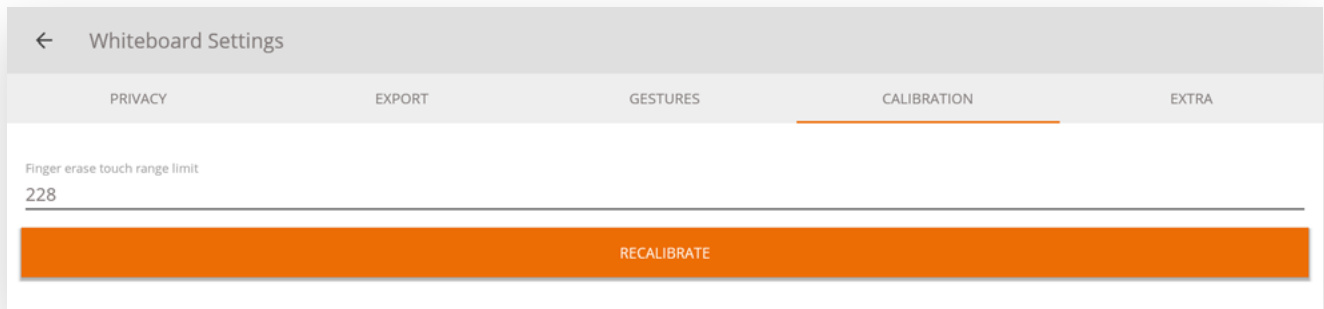 Whiteboard Settings
PRIVACY EXPORT GESTURES CALIBRATION EXTRA
Finger erase touch range limit
228
RECALIBRATE